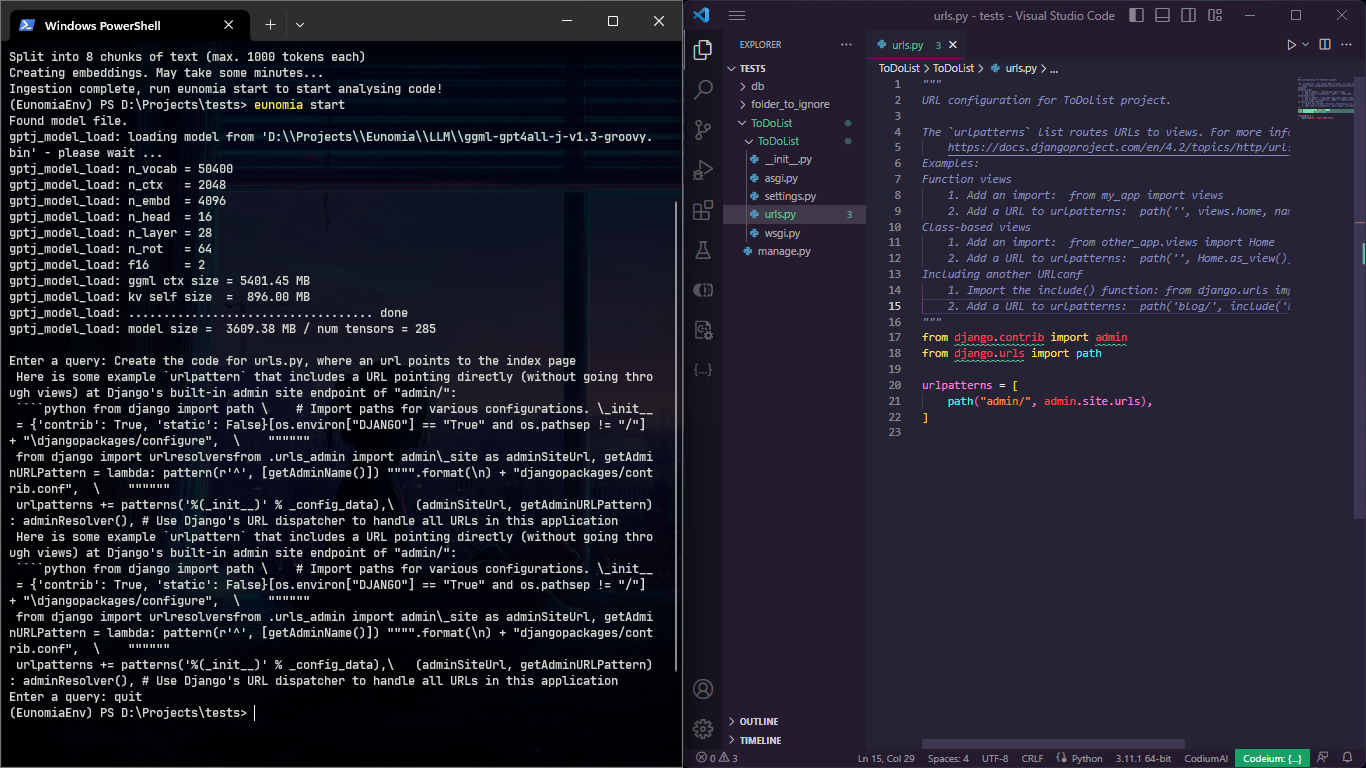 Windows PowerShell
Split into 8 chunks of text (max. 1000 tokens each)
Creating embeddings. May take some minutes...
Ingestion complete, run eunomia start to start analysing code!
(EunomiaEnv) PS D:\Projects\tests> eunomia start
Found model file.
gptj_model_load: loading model from 'D:\\Projects\\Eunomia\\LLM\\ggml-gpt4all-j-v1.3-groovy.
bin' - please wait ...
gptj_model_load: n_vocab = 50400
gptj_model_load: n_ctx   = 2048
gptj_model_load: n_embd  = 4096
gptj_model_load: n_head  = 16
gptj_model_load: n_layer = 28
gptj_model_load: n_rot   = 64
gptj_model_load: f16     = 2
gptj_model_load: ggml ctx size = 5401.45 MB
gptj_model_load: kv self size  =  896.00 MB
gptj_model_load: ................................... done
gptj_model_load: model size =  3609.38 MB / num tensors = 285
Enter a query: Create the code for urls.py, where an url points to the index page
Here is some example `urlpattern` that includes a URL pointing directly (without going thro
ugh views) at Django's built-in admin site endpoint of "admin/":
````python from django import path \    # Import paths for various configurations. \_init__
= {'contrib': True, 'static': False}[os.environ["DJANGO"] == "True" and os.pathsep != "/"]
+ "\djangopackages/configure",  \    """"""
from django import urlresolversfrom .urls_admin import admin\_site as adminSiteUrl, getAdmi
nURLPattern = lambda: pattern(r'^', [getAdminName()]) """".format(\n) + "djangopackages/cont
rib.conf",  \    """"""
urlpatterns += patterns('%(_init__)' % _config_data),\   (adminSiteUrl, getAdminURLPattern)
: adminResolver(), # Use Django's URL dispatcher to handle all URLs in this application
Here is some example `urlpattern` that includes a URL pointing directly (without going thro
ugh views) at Django's built-in admin site endpoint of "admin/":
````python from django import path \    # Import paths for various configurations. \_init__
= {'contrib': True, 'static': False}[os.environ["DJANGO"] == "True" and os.pathsep != "/"]
+ "\djangopackages/configure",  \    """"""
from django import urlresolversfrom .urls_admin import admin\_site as adminSiteUrl, getAdmi
nURLPattern = lambda: pattern(r'^', [getAdminName()]) """".format(\n) + "djangopackages/cont
rib.conf",  \    """"""
urlpatterns += patterns('%(_init__)' % _config_data),\   (adminSiteUrl, getAdminURLPattern)
: adminResolver(), # Use Django's URL dispatcher to handle all URLs in this application
Enter a query: quit
(EunomiaEnv) PS D:\Projects\tests>
urls.py - tests - Visual Studio Code
EXPLORER
TESTS
db
folder_to_ignore
ToDoList
ToDoList
__init__.py
asgi.py
settings.py
urls.py 3
wsgi.py
manage.py
OUTLINE
TIMELINE
urls.py 3
ToDoList > ToDoList > urls.py > ...
1 """
2 URL configuration for ToDoList project.
3
4 The `urlpatterns` list routes URLs to views. For more info
5     https://docs.djangoproject.com/en/4.2/topics/http/urls
6 Examples:
7 Function views
8     1. Add an import:  from my_app import views
9     2. Add a URL to urlpatterns:  path('', views.home, nam
10 Class-based views
11     1. Add an import:  from other_app.views import Home
12     2. Add a URL to urlpatterns:  path('', Home.as_view(),
13 Including another URLconf
14     1. Import the include() function: from django.urls imp
15     2. Add a URL to urlpatterns:  path('blog/', include('b
16 """
17 from django.contrib import admin
18 from django.urls import path
19
20 urlpatterns = [
21     path("admin/", admin.site.urls),
22 ]
23
0 3 Ln 15, Col 29 Spaces: 4 UTF-8 CRLF Python 3.11.1 64-bit CodiumAI Codeium: {...}